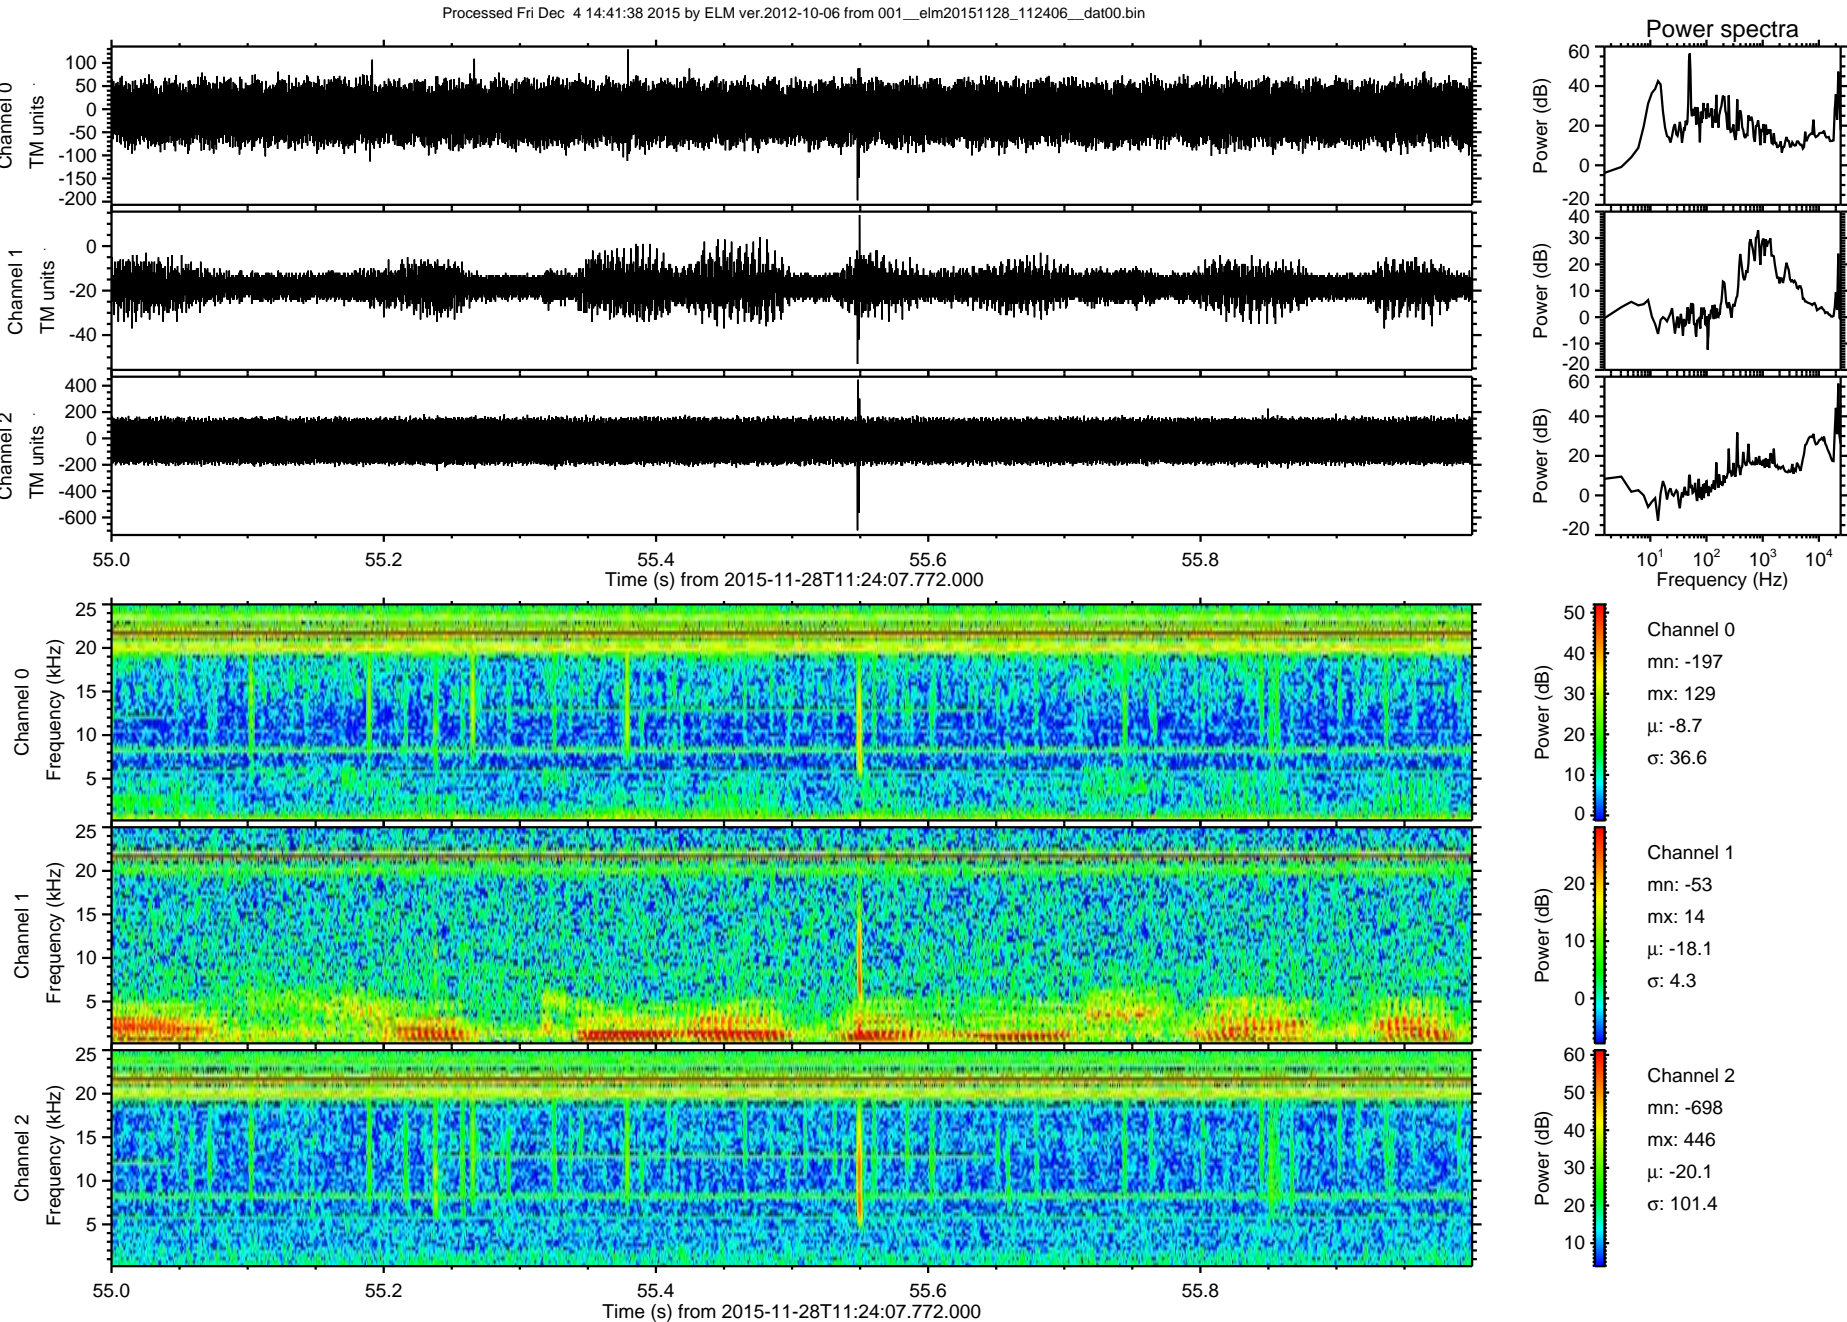 Processed Fri Dec  4 14:41:38 2015 by ELM ver.2012-10-06 from 001__elm20151128_112406__dat00.bin
Power spectra
Channel 0
TM units
100
50
0
-50
-100
-150
-200
Power (dB)
60
40
20
0
-20
Channel 1
TM units
0
-20
-40
Power (dB)
40
30
20
10
0
-10
-20
Channel 2
TM units
400
200
0
-200
-400
-600
Power (dB)
60
40
20
0
-20
55.0 55.2 55.4 55.6 55.8
Time (s) from 2015-11-28T11:24:07.772.000
10^1 10^2 10^3 10^4
Frequency (Hz)
Channel 0
Frequency (kHz)
25
20
15
10
5
Power (dB)
50
40
30
20
10
0
Channel 0
mn: -197
mx: 129
μ: -8.7
σ: 36.6
Channel 1
Frequency (kHz)
25
20
15
10
5
Power (dB)
20
10
0
Channel 1
mn: -53
mx: 14
μ: -18.1
σ: 4.3
Channel 2
Frequency (kHz)
25
20
15
10
5
Power (dB)
60
50
40
30
20
10
Channel 2
mn: -698
mx: 446
μ: -20.1
σ: 101.4
55.0 55.2 55.4 55.6 55.8
Time (s) from 2015-11-28T11:24:07.772.000